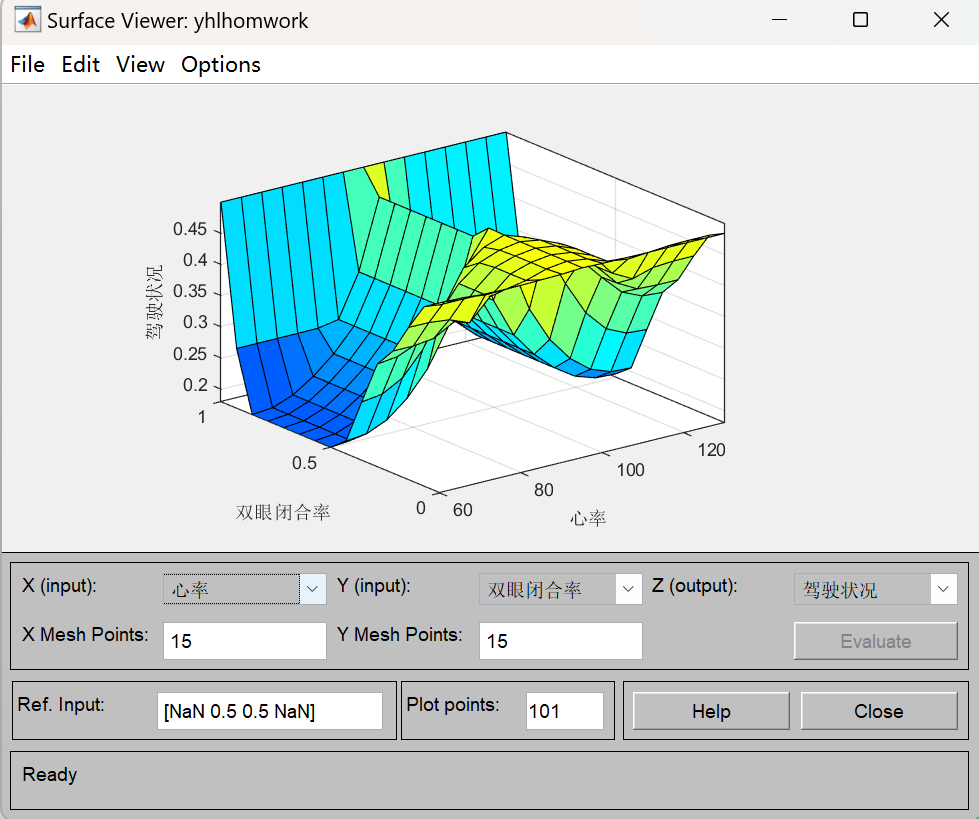 Surface Viewer: yhlhomwork
File Edit View Options
0.45
0.4
0.35
0.3
0.25
0.2
驾驶状况
1
0.5
0
双眼闭合率
60
80
100
120
心率
X (input): 心率 Y (input): 双眼闭合率 Z (output): 驾驶状况
X Mesh Points: 15 Y Mesh Points: 15 Evaluate
Ref. Input: [NaN 0.5 0.5 NaN] Plot points: 101 Help Close
Ready